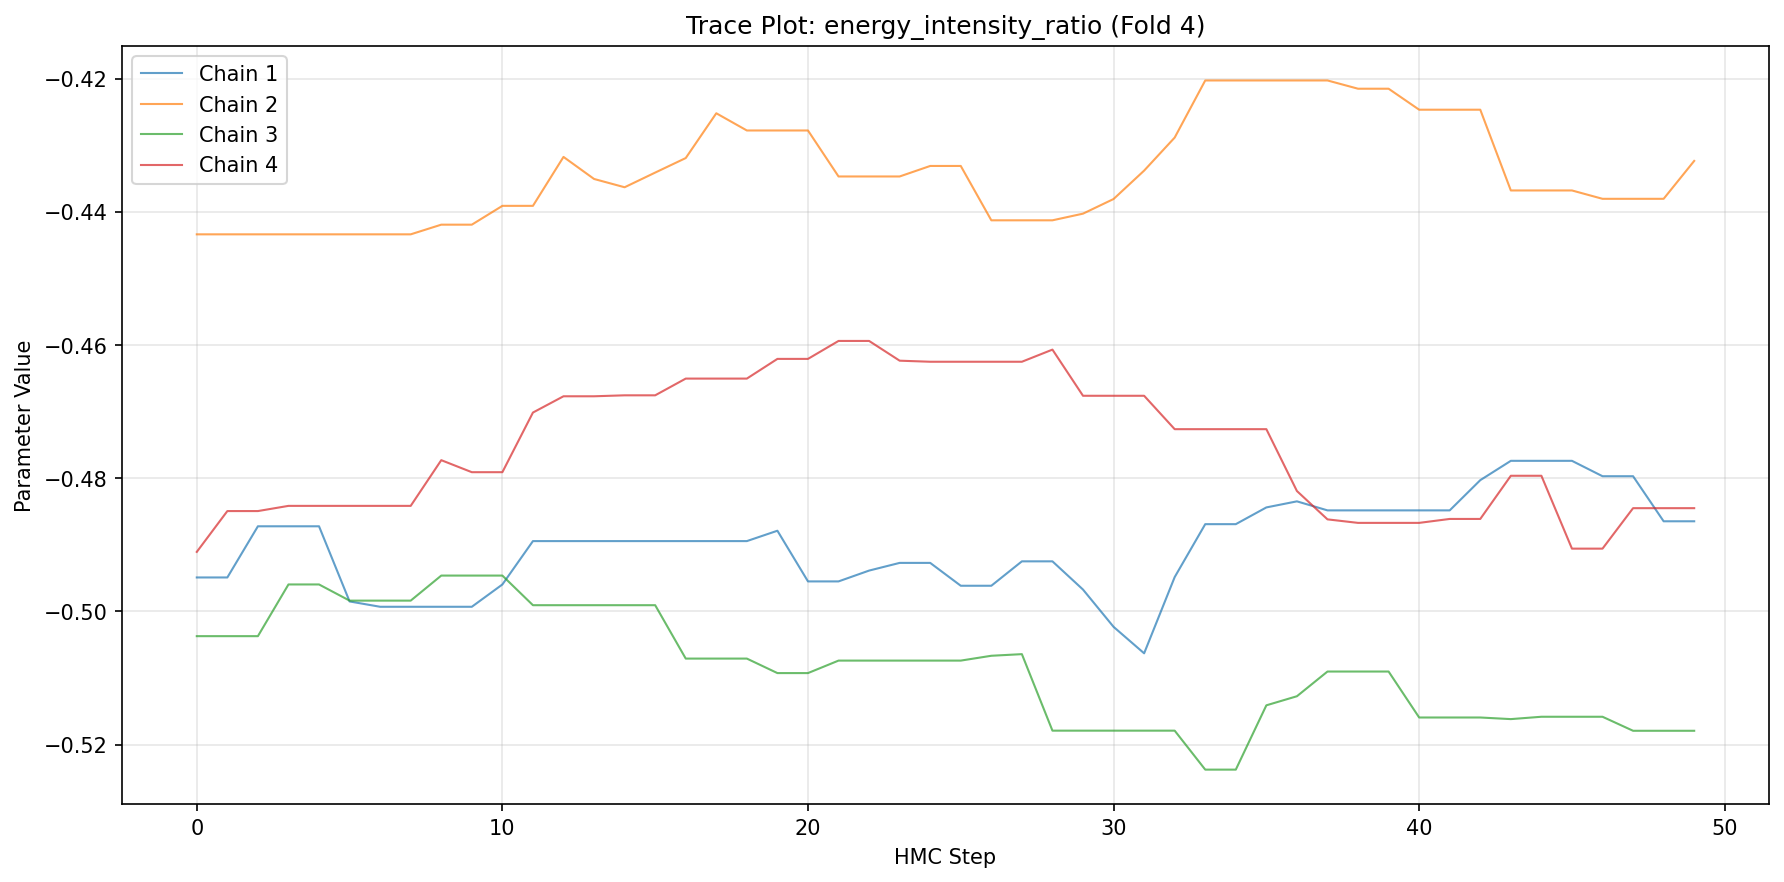 Trace Plot: energy_intensity_ratio (Fold 4)
Chain 1
Chain 2
Chain 3
Chain 4
−0.42
−0.44
−0.46
−0.48
−0.50
−0.52
Parameter Value
0 10 20 30 40 50
HMC Step